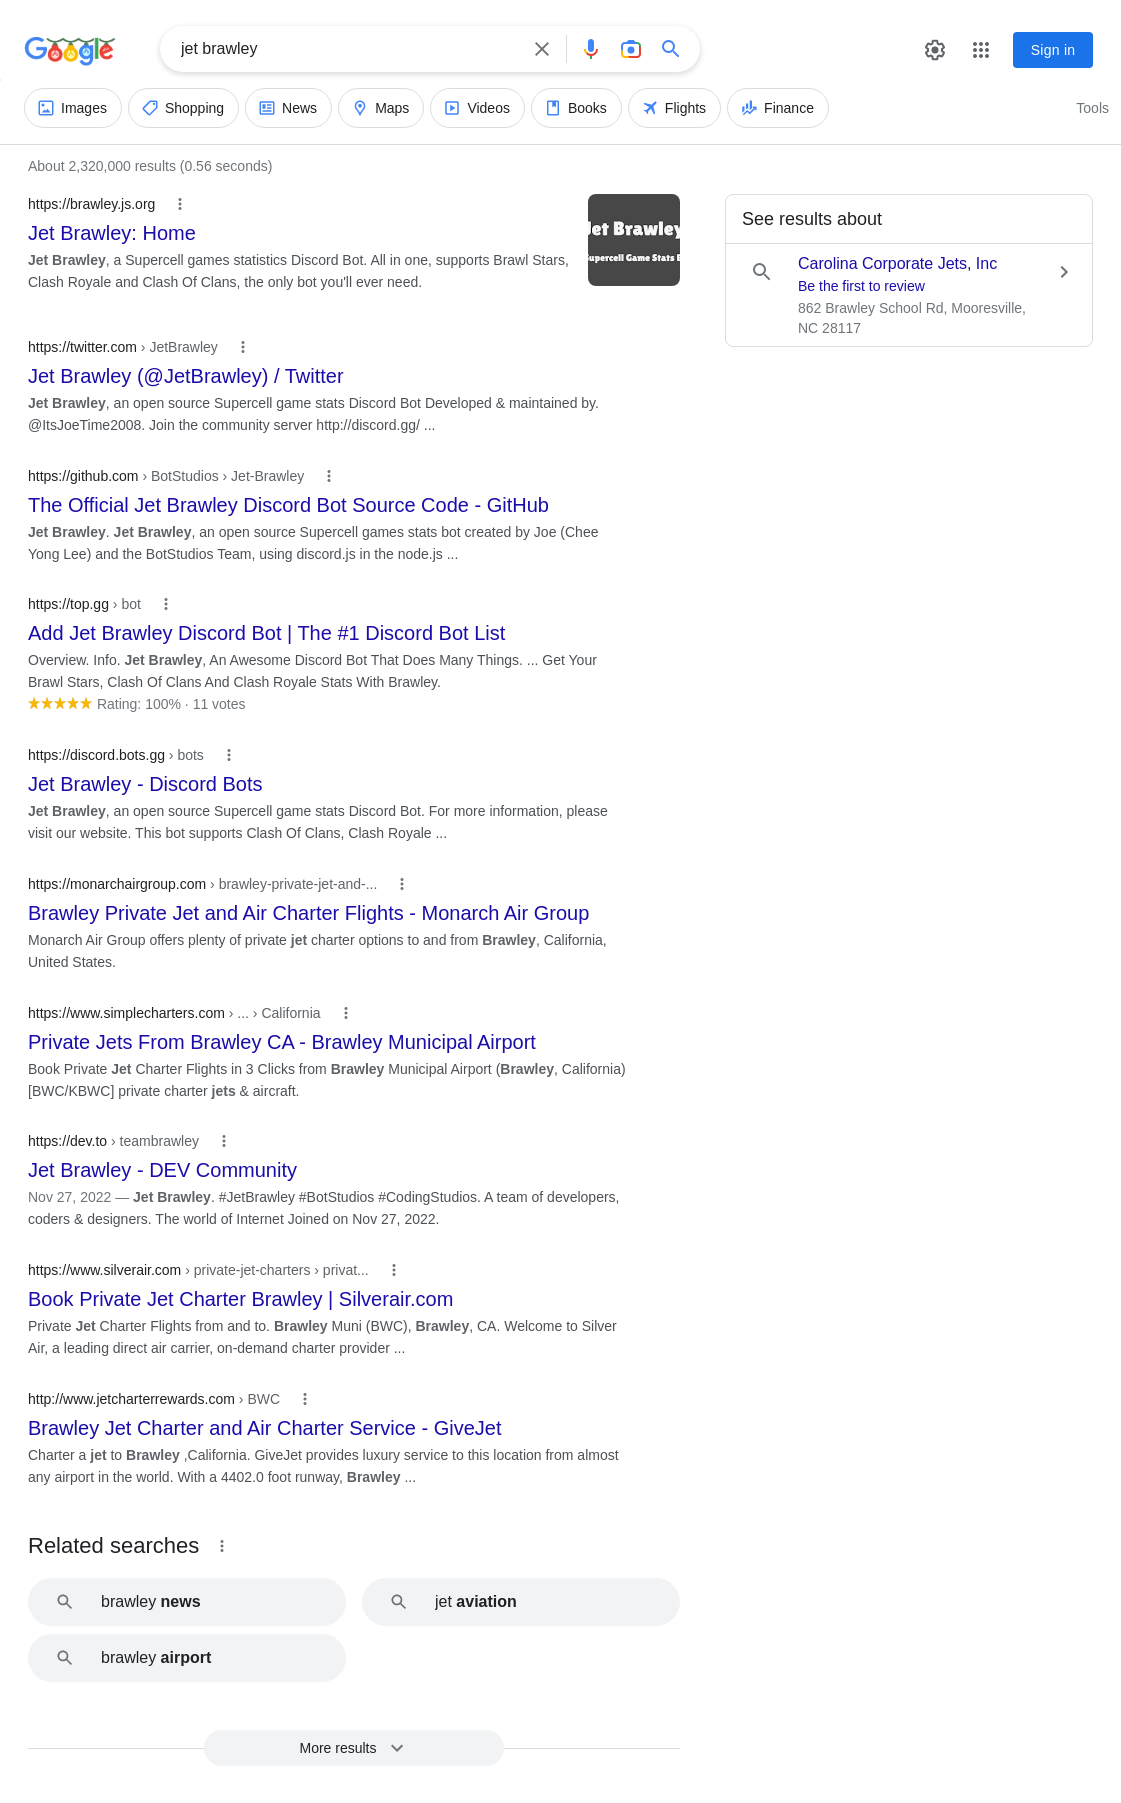 Google
jet brawley
Sign in
Images
Shopping
News
Maps
Videos
Books
Flights
Finance
Tools
About 2,320,000 results (0.56 seconds)
https://brawley.js.org
Jet Brawley: Home
Jet Brawley, a Supercell games statistics Discord Bot. All in one, supports Brawl Stars,
Clash Royale and Clash Of Clans, the only bot you'll ever need.
Jet Brawley
Supercell Game Stats B
https://twitter.com › JetBrawley
Jet Brawley (@JetBrawley) / Twitter
Jet Brawley, an open source Supercell game stats Discord Bot Developed & maintained by.
@ItsJoeTime2008. Join the community server http://discord.gg/ ...
https://github.com › BotStudios › Jet-Brawley
The Official Jet Brawley Discord Bot Source Code - GitHub
Jet Brawley. Jet Brawley, an open source Supercell games stats bot created by Joe (Chee
Yong Lee) and the BotStudios Team, using discord.js in the node.js ...
https://top.gg › bot
Add Jet Brawley Discord Bot | The #1 Discord Bot List
Overview. Info. Jet Brawley, An Awesome Discord Bot That Does Many Things. ... Get Your
Brawl Stars, Clash Of Clans And Clash Royale Stats With Brawley.
Rating: 100% · 11 votes
https://discord.bots.gg › bots
Jet Brawley - Discord Bots
Jet Brawley, an open source Supercell game stats Discord Bot. For more information, please
visit our website. This bot supports Clash Of Clans, Clash Royale ...
https://monarchairgroup.com › brawley-private-jet-and-...
Brawley Private Jet and Air Charter Flights - Monarch Air Group
Monarch Air Group offers plenty of private jet charter options to and from Brawley, California,
United States.
https://www.simplecharters.com › ... › California
Private Jets From Brawley CA - Brawley Municipal Airport
Book Private Jet Charter Flights in 3 Clicks from Brawley Municipal Airport (Brawley, California)
[BWC/KBWC] private charter jets & aircraft.
https://dev.to › teambrawley
Jet Brawley - DEV Community
Nov 27, 2022 — Jet Brawley. #JetBrawley #BotStudios #CodingStudios. A team of developers,
coders & designers. The world of Internet Joined on Nov 27, 2022.
https://www.silverair.com › private-jet-charters › privat...
Book Private Jet Charter Brawley | Silverair.com
Private Jet Charter Flights from and to. Brawley Muni (BWC), Brawley, CA. Welcome to Silver
Air, a leading direct air carrier, on-demand charter provider ...
http://www.jetcharterrewards.com › BWC
Brawley Jet Charter and Air Charter Service - GiveJet
Charter a jet to Brawley ,California. GiveJet provides luxury service to this location from almost
any airport in the world. With a 4402.0 foot runway, Brawley ...
Related searches
brawley news
jet aviation
brawley airport
More results
See results about
Carolina Corporate Jets, Inc
Be the first to review
862 Brawley School Rd, Mooresville,
NC 28117